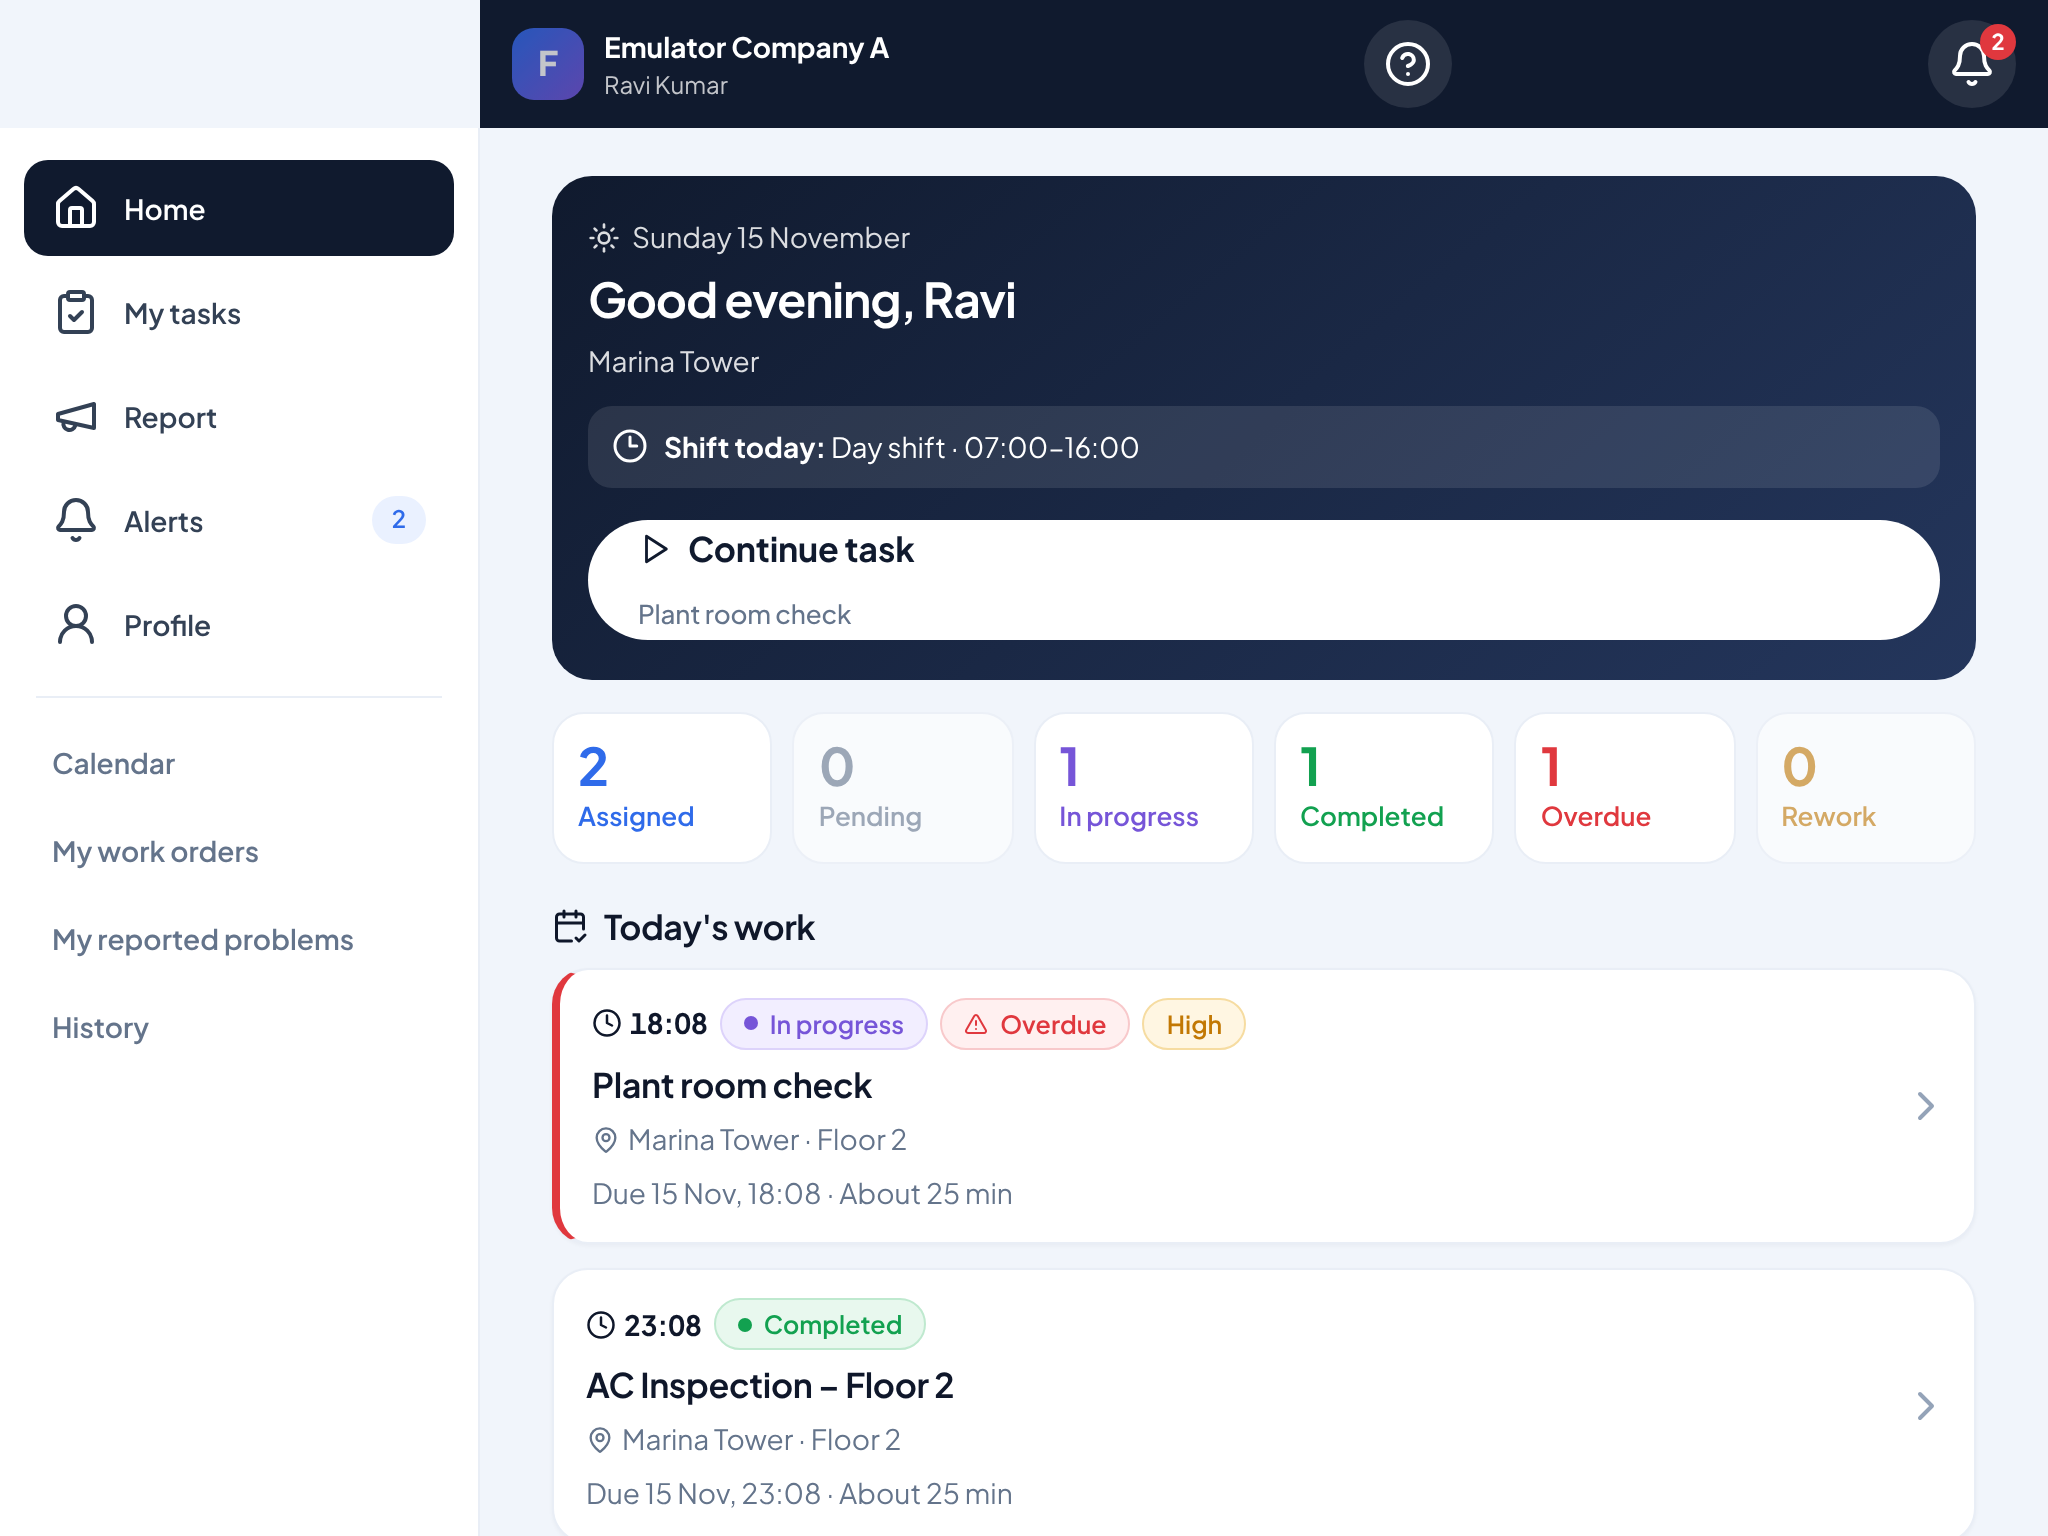 F
Emulator Company A
Ravi Kumar
2
Home
My tasks
Report
Alerts
2
Profile
Calendar
My work orders
My reported problems
History
Sunday 15 November
Good evening, Ravi
Marina Tower
Shift today: Day shift · 07:00–16:00
Continue task
Plant room check
2
Assigned
0
Pending
1
In progress
1
Completed
1
Overdue
0
Rework
Today's work
18:08 In progress Overdue High
Plant room check
Marina Tower · Floor 2
Due 15 Nov, 18:08 · About 25 min
23:08 Completed
AC Inspection – Floor 2
Marina Tower · Floor 2
Due 15 Nov, 23:08 · About 25 min